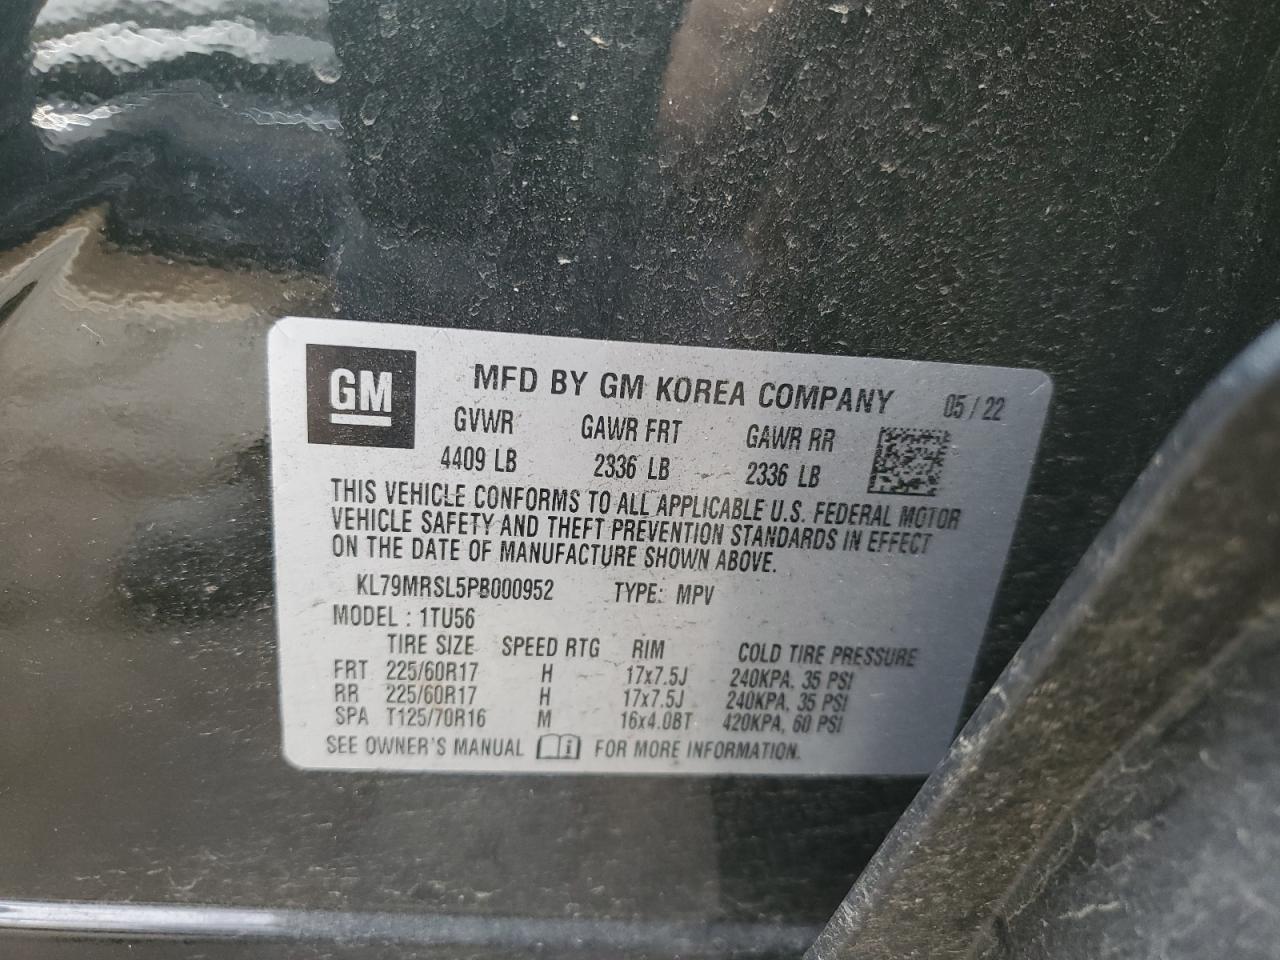 GM MFD BY GM KOREA COMPANY 05 / 22
GVWR GAWR FRT GAWR RR
4409 LB 2336 LB 2336 LB
THIS VEHICLE CONFORMS TO ALL APPLICABLE U.S. FEDERAL MOTOR
VEHICLE SAFETY AND THEFT PREVENTION STANDARDS IN EFFECT
ON THE DATE OF MANUFACTURE SHOWN ABOVE.
KL79MRSL5PB000952 TYPE: MPV
MODEL : 1TU56
TIRE SIZE SPEED RTG RIM COLD TIRE PRESSURE
FRT 225/60R17 H 17x7.5J 240KPA, 35 PSI
RR 225/60R17 H 17x7.5J 240KPA, 35 PSI
SPA T125/70R16 M 16x4.0BT 420KPA, 60 PSI
SEE OWNER'S MANUAL i FOR MORE INFORMATION.